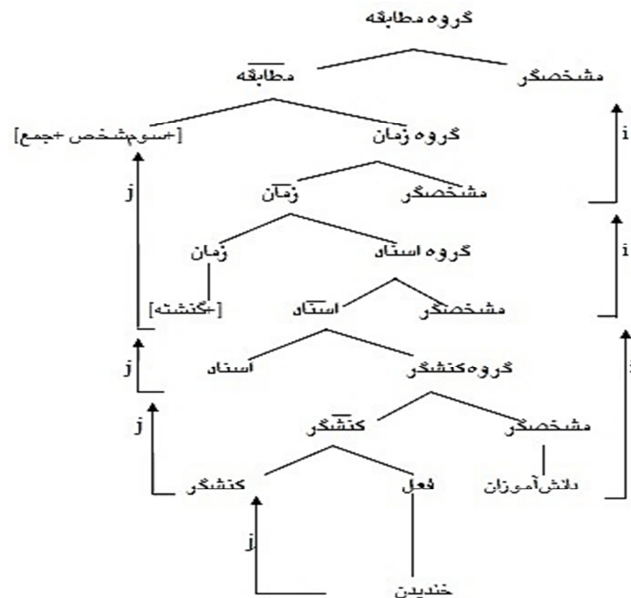 گروه مطابقه
مشخصگر مطابقه
گروه زمان [+سوم‌شخص +جمع]
i
j
مشخصگر زمان
گروه اسناد زمان
i
مشخصگر اسناد [+گذشته]
گروه کنشگر اسناد
j
i
مشخصگر کنشگر
j
دانش‌آموزان فعل کنشگر
j
خندیدن